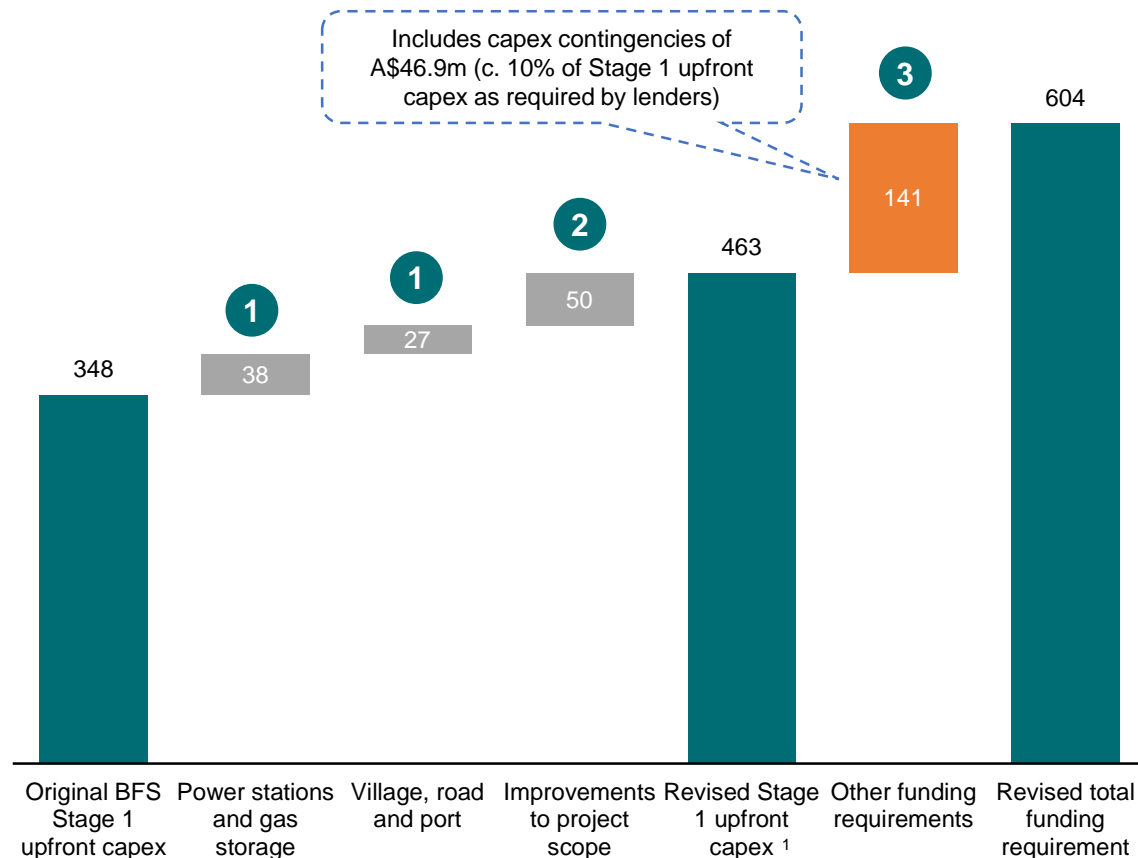 Includes capex contingencies of
A$46.9m (c. 10% of Stage 1 upfront
capex as required by lenders)
3
604
141
2
463
50
1
27
1
38
348
Original BFS
Stage 1
upfront capex
Power stations
and gas
storage
Village, road
and port
Improvements
to project
scope
Revised Stage
1 upfront
capex ¹
Other funding
requirements
Revised total
funding
requirement